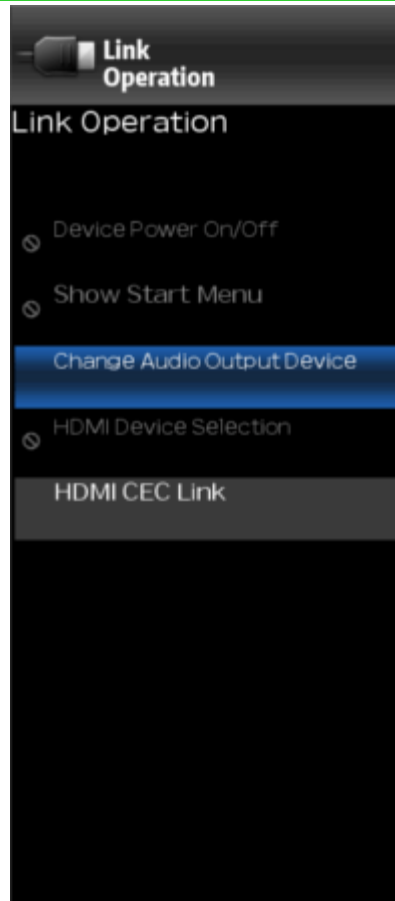 Link
Operation
Link Operation
Device Power On/Off
Show Start Menu
Change Audio Output Device
HDMI Device Selection
HDMI CEC Link